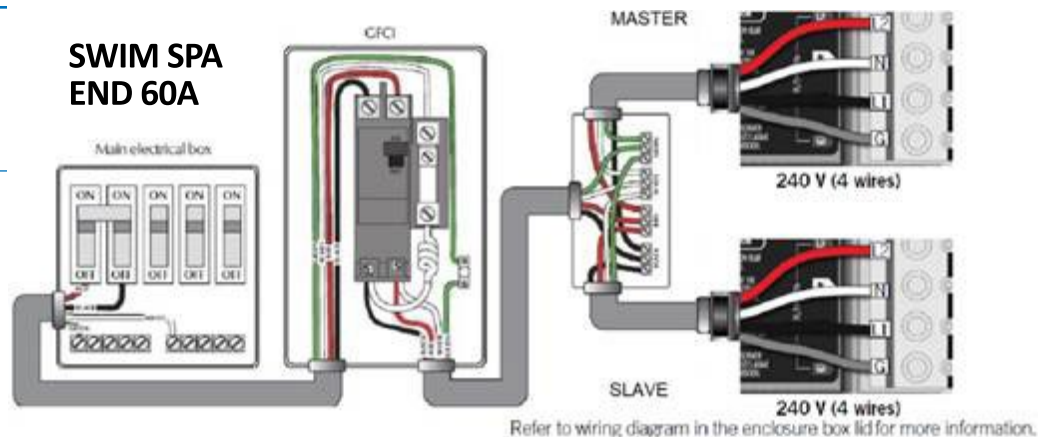 MASTER
SWIM SPA
END 60A
GFCI
Main electrical box
ON ON ON ON ON
OFF OFF OFF OFF OFF
L2
N
L1
G
240 V (4 wires)
L2
N
L1
G
SLAVE
240 V (4 wires)
Refer to wiring diagram in the enclosure box lid for more information.